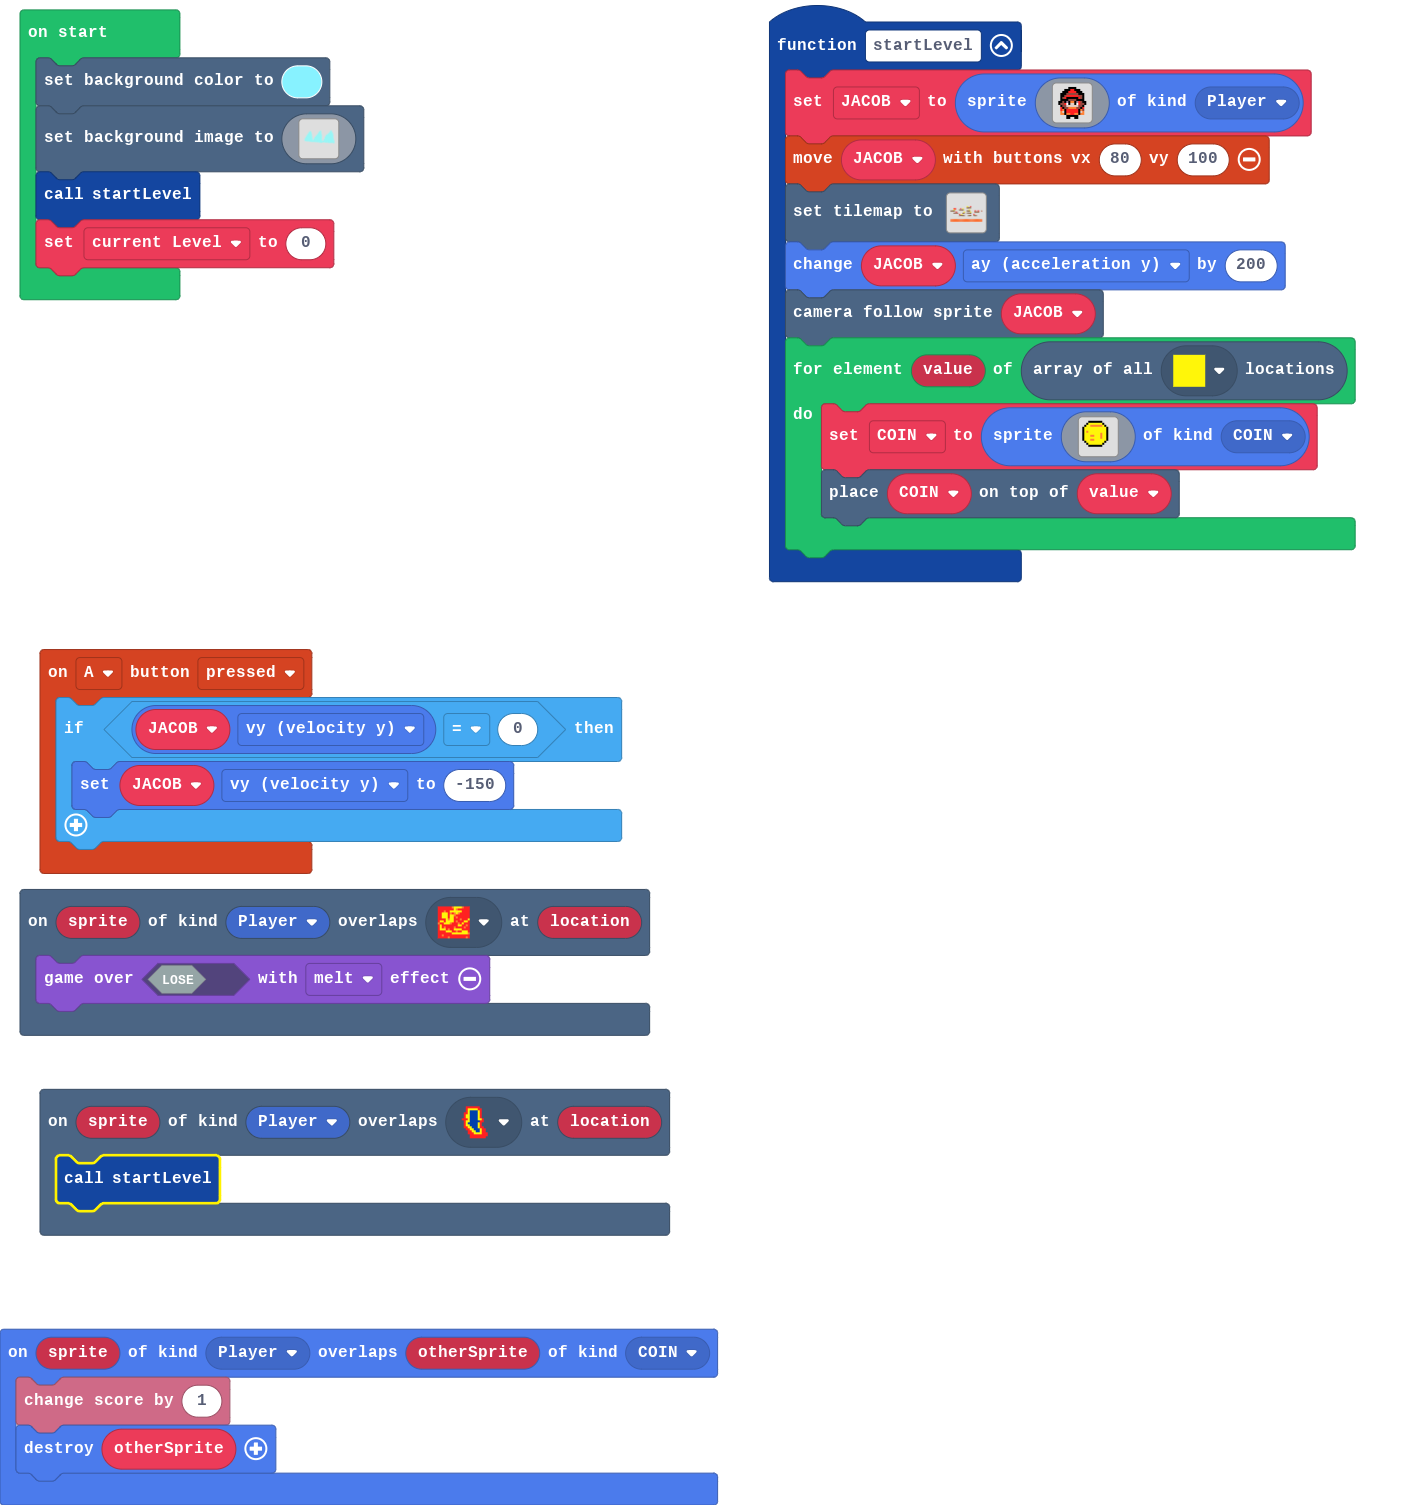 on start
set background color to
set background image to
call startLevel
set current Level to 0
function startLevel
set JACOB to sprite of kind Player
move JACOB with buttons vx 80 vy 100
set tilemap to
change JACOB ay (acceleration y) by 200
camera follow sprite JACOB
for element value of array of all locations
do
set COIN to sprite of kind COIN
place COIN on top of value
on A button pressed
if JACOB vy (velocity y) = 0 then
set JACOB vy (velocity y) to -150
on sprite of kind Player overlaps at location
game over LOSE with melt effect
on sprite of kind Player overlaps at location
call startLevel
on sprite of kind Player overlaps otherSprite of kind COIN
change score by 1
destroy otherSprite